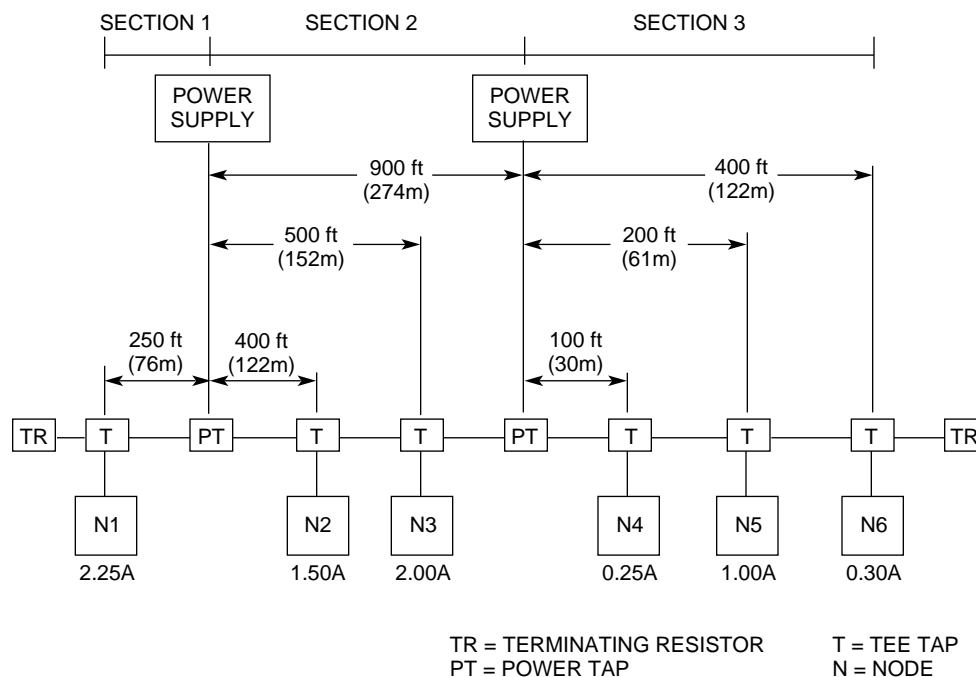 SECTION 1 SECTION 2 SECTION 3
POWER SUPPLY
POWER SUPPLY
900 ft
(274m)
400 ft
(122m)
500 ft
(152m)
200 ft
(61m)
250 ft
(76m)
400 ft
(122m)
100 ft
(30m)
TR T PT T T PT T T T TR
N1 N2 N3 N4 N5 N6
2.25A 1.50A 2.00A 0.25A 1.00A 0.30A
TR = TERMINATING RESISTOR T = TEE TAP
PT = POWER TAP N = NODE